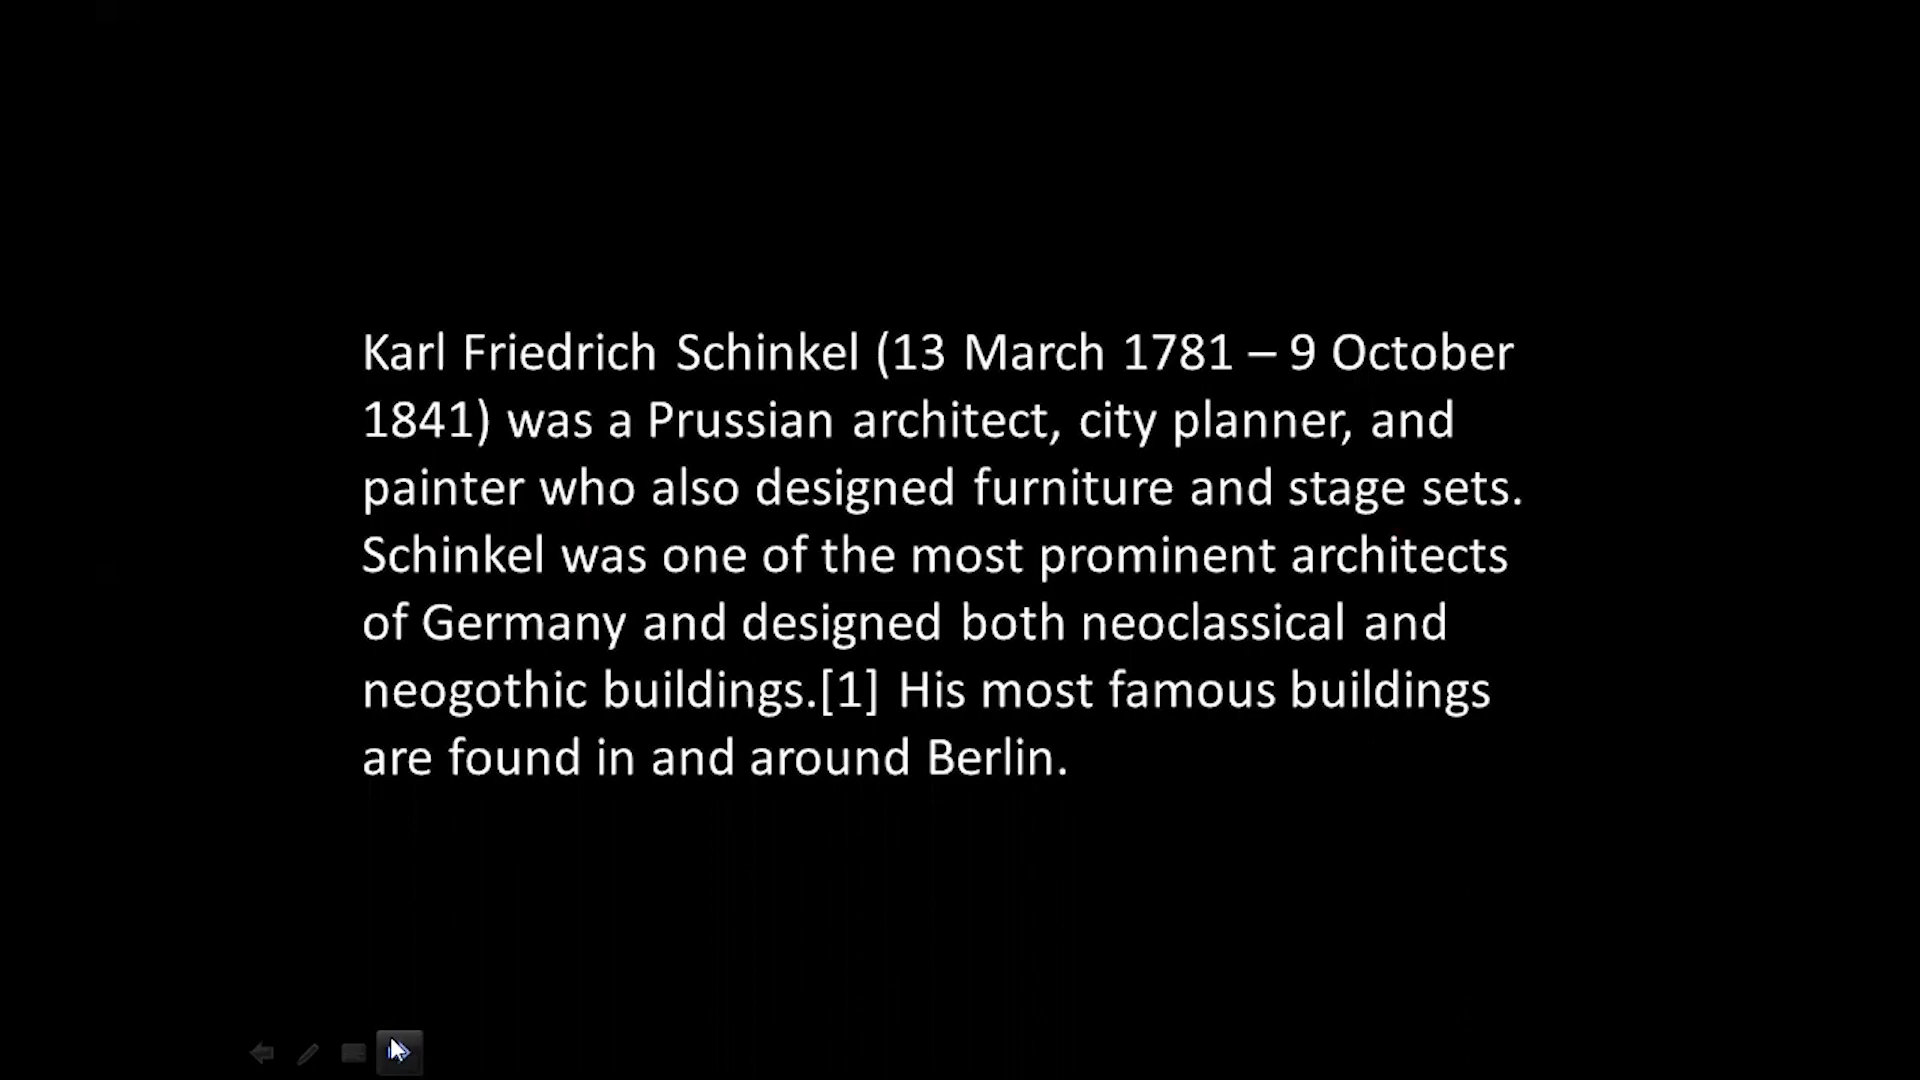 Karl Friedrich Schinkel (13 March 1781 – 9 October
1841) was a Prussian architect, city planner, and
painter who also designed furniture and stage sets.
Schinkel was one of the most prominent architects
of Germany and designed both neoclassical and
neogothic buildings.[1] His most famous buildings
are found in and around Berlin.